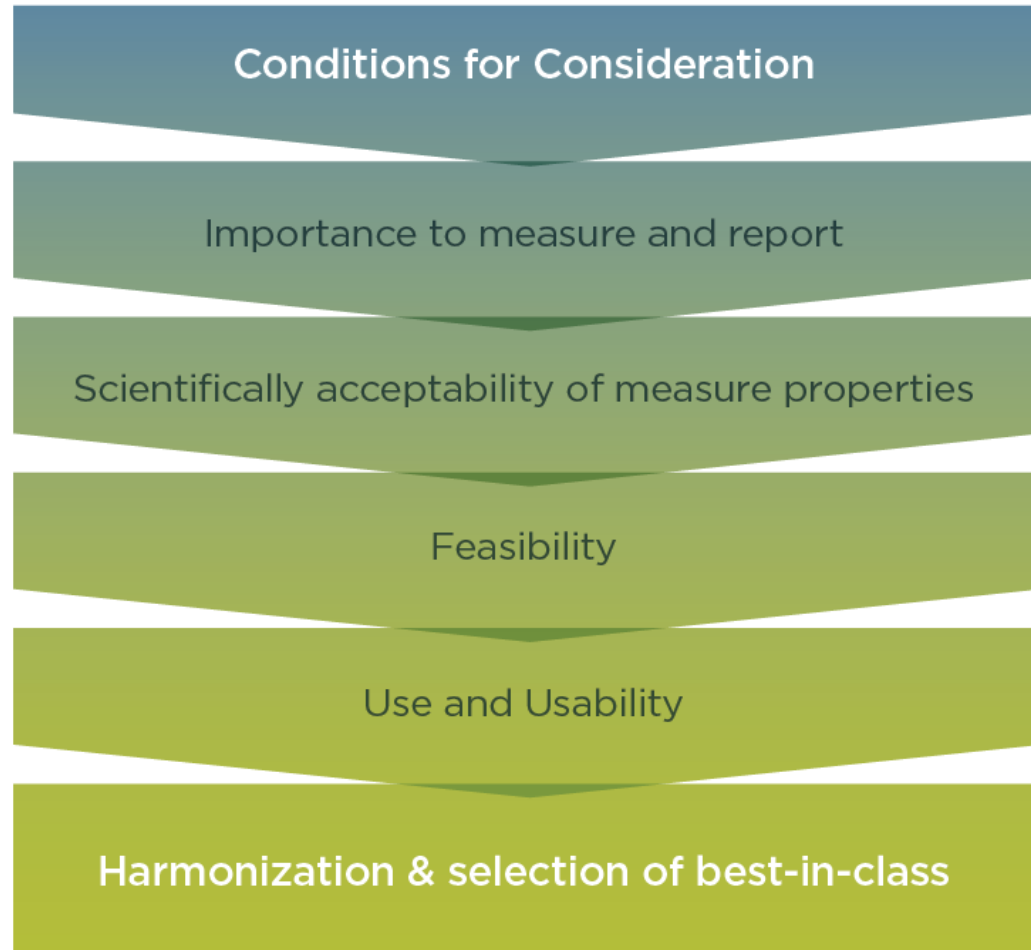 Conditions for Consideration
Importance to measure and report
Scientifically acceptability of measure properties
Feasibility
Use and Usability
Harmonization & selection of best-in-class